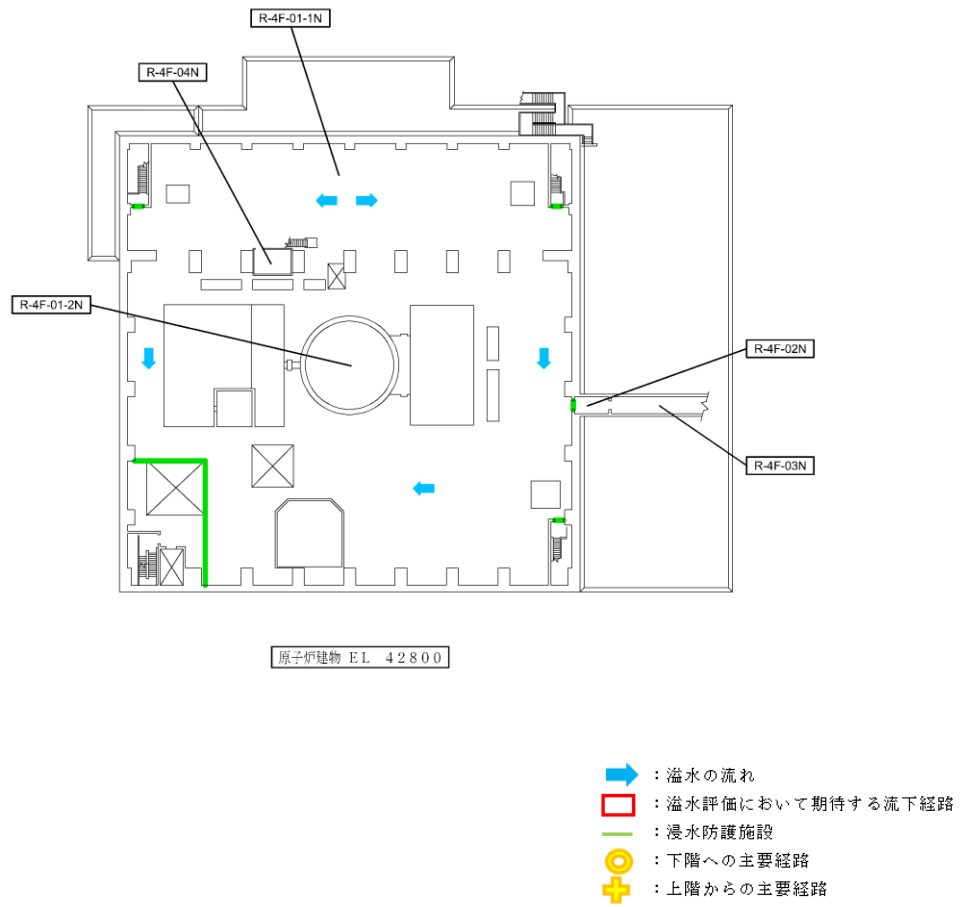 R-4F-01-1N
R-4F-04N
R-4F-01-2N
R-4F-02N
R-4F-03N
原子炉建物 EL 42800
：溢水の流れ
：溢水評価において期待する流下経路
：浸水防護施設
：下階への主要経路
：上階からの主要経路